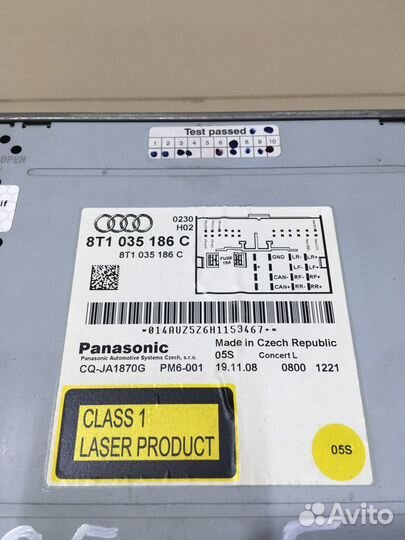 Test passed
1 2 3 4 5 6 7 8 9 10
OPEN
0230
H02
8T1 035 186 C
8T1 035 186 C
GND LR- LR+
+ LF- LF+
CAN- RF- RF+
CAN+ RR- RR+
FUSE
15A
*014AUZ5Z6H1153467+*
Panasonic
Panasonic Automotive Systems Czech, s.r.o.
CQ-JA1870G PM6-001
Made in Czech Republic
05S Concert L
19.11.08 0800 1221
CLASS 1
LASER PRODUCT
05S
Avito